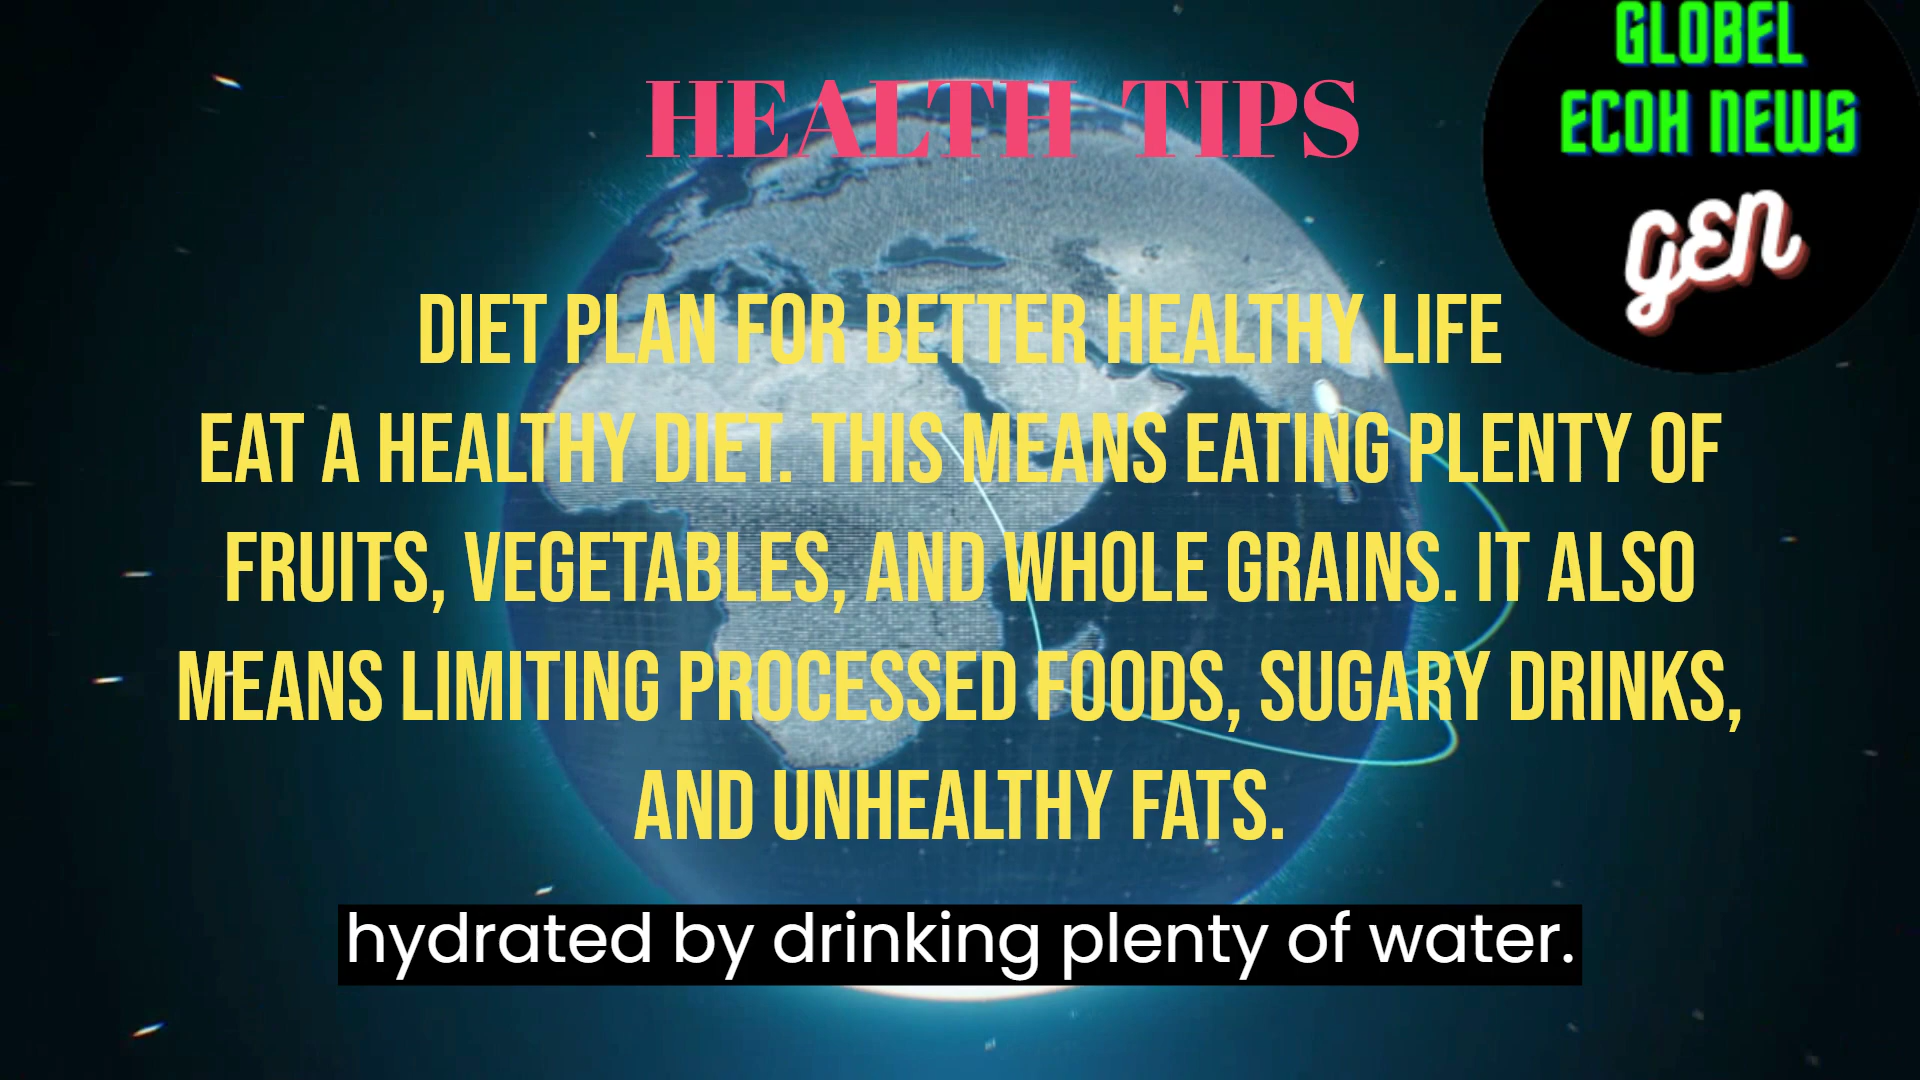 GLOBEL
ECOH NEWS
GEN
HEALTH TIPS
DIET PLAN FOR BETTER HEALTHY LIFE
EAT A HEALTHY DIET. THIS MEANS EATING PLENTY OF
FRUITS, VEGETABLES, AND WHOLE GRAINS. IT ALSO
MEANS LIMITING PROCESSED FOODS, SUGARY DRINKS,
AND UNHEALTHY FATS.
hydrated by drinking plenty of water.